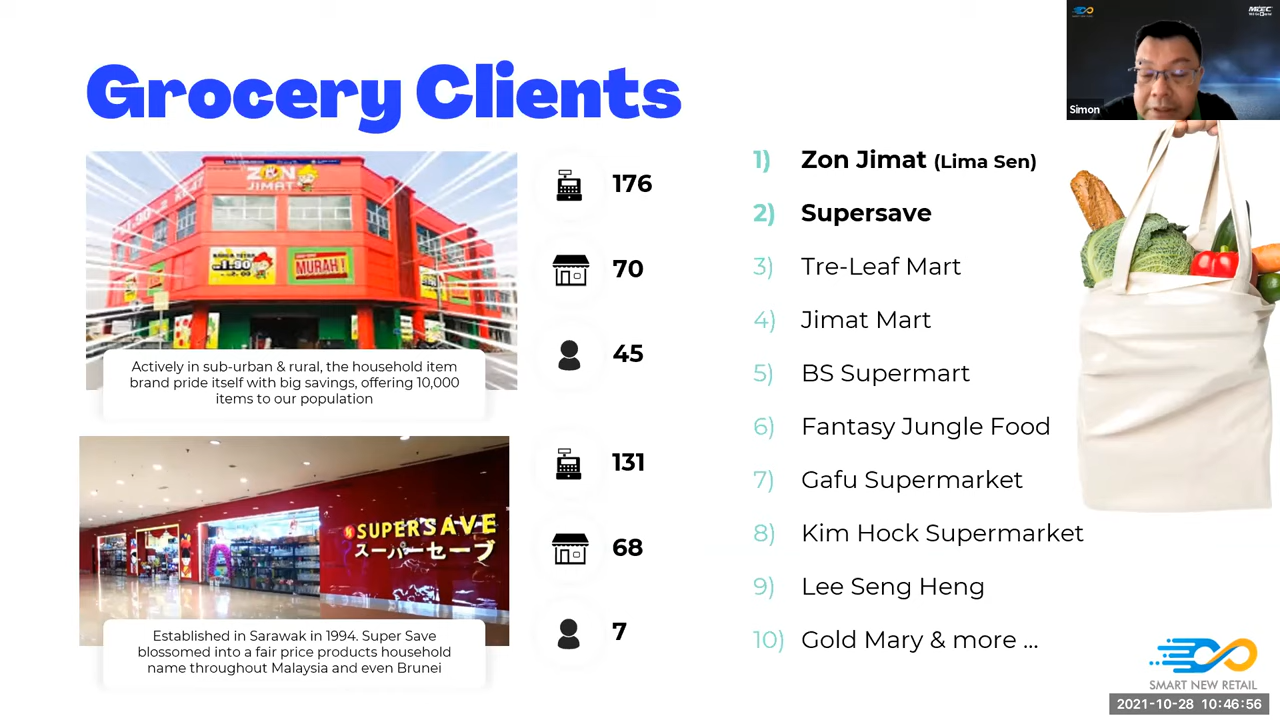 Grocery Clients
ZON
JIMAT
MURAH!
Actively in sub-urban & rural, the household item
brand pride itself with big savings, offering 10,000
items to our population
176
70
45
SUPERSAVE
スーパーセーブ
Established in Sarawak in 1994. Super Save
blossomed into a fair price products household
name throughout Malaysia and even Brunei
131
68
7
1) Zon Jimat (Lima Sen)
2) Supersave
3) Tre-Leaf Mart
4) Jimat Mart
5) BS Supermart
6) Fantasy Jungle Food
7) Gafu Supermarket
8) Kim Hock Supermarket
9) Lee Seng Heng
10) Gold Mary & more ...
Simon
SMART NEW RETAIL
2021-10-28 10:46:56